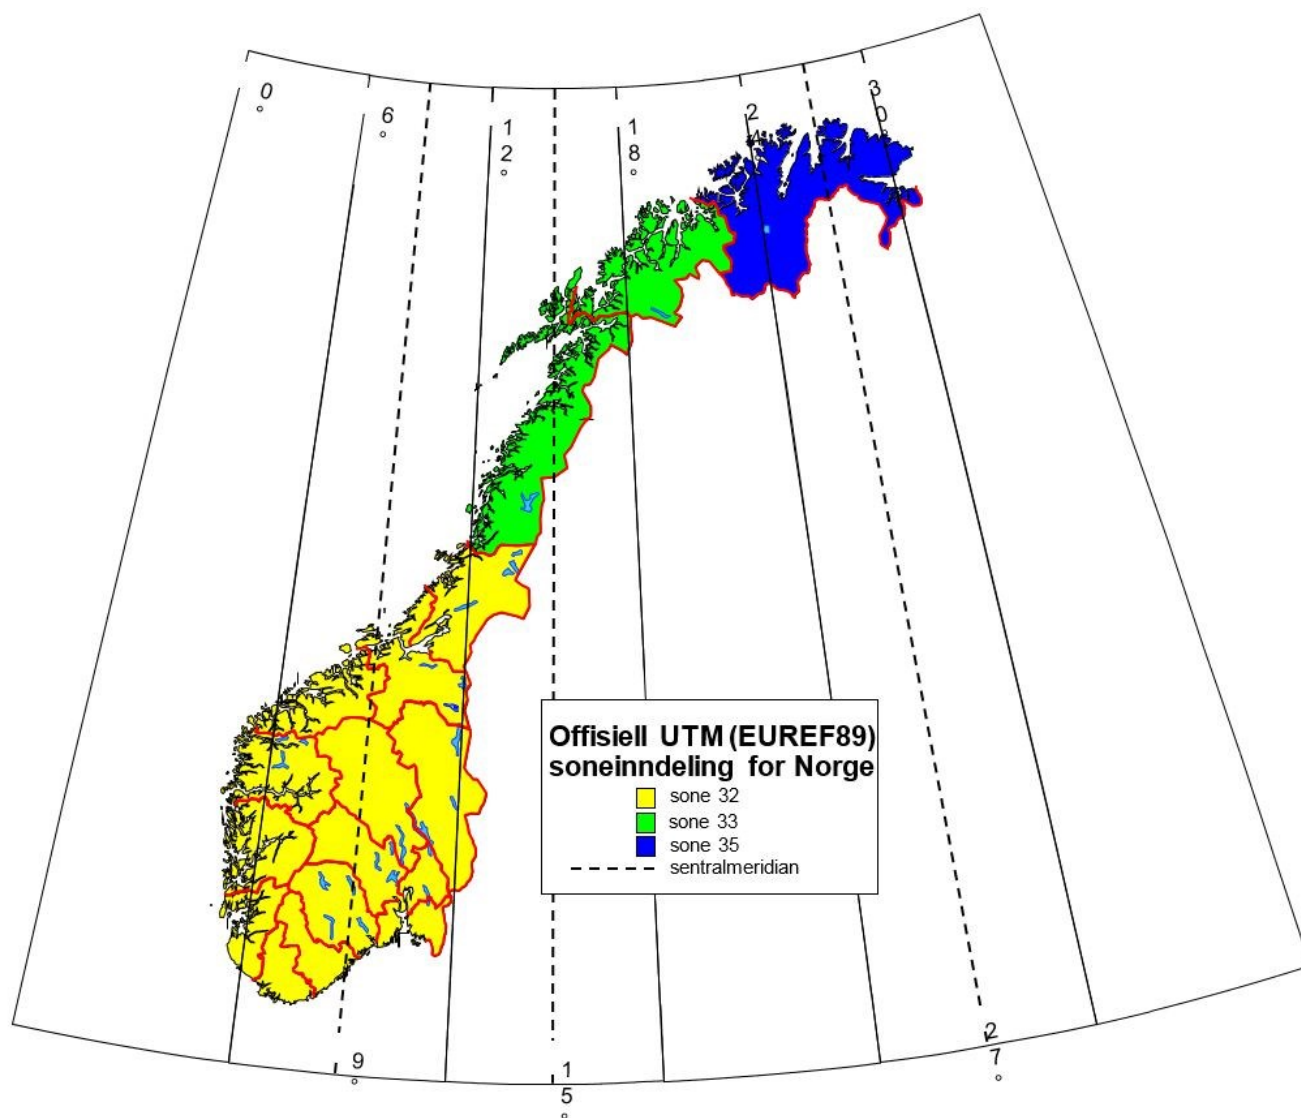 0°
6°
12°
18°
24°
30°
Offisiell UTM (EUREF89)
soneinndeling for Norge
sone 32
sone 33
sone 35
sentralmeridian
9°
15°
27°